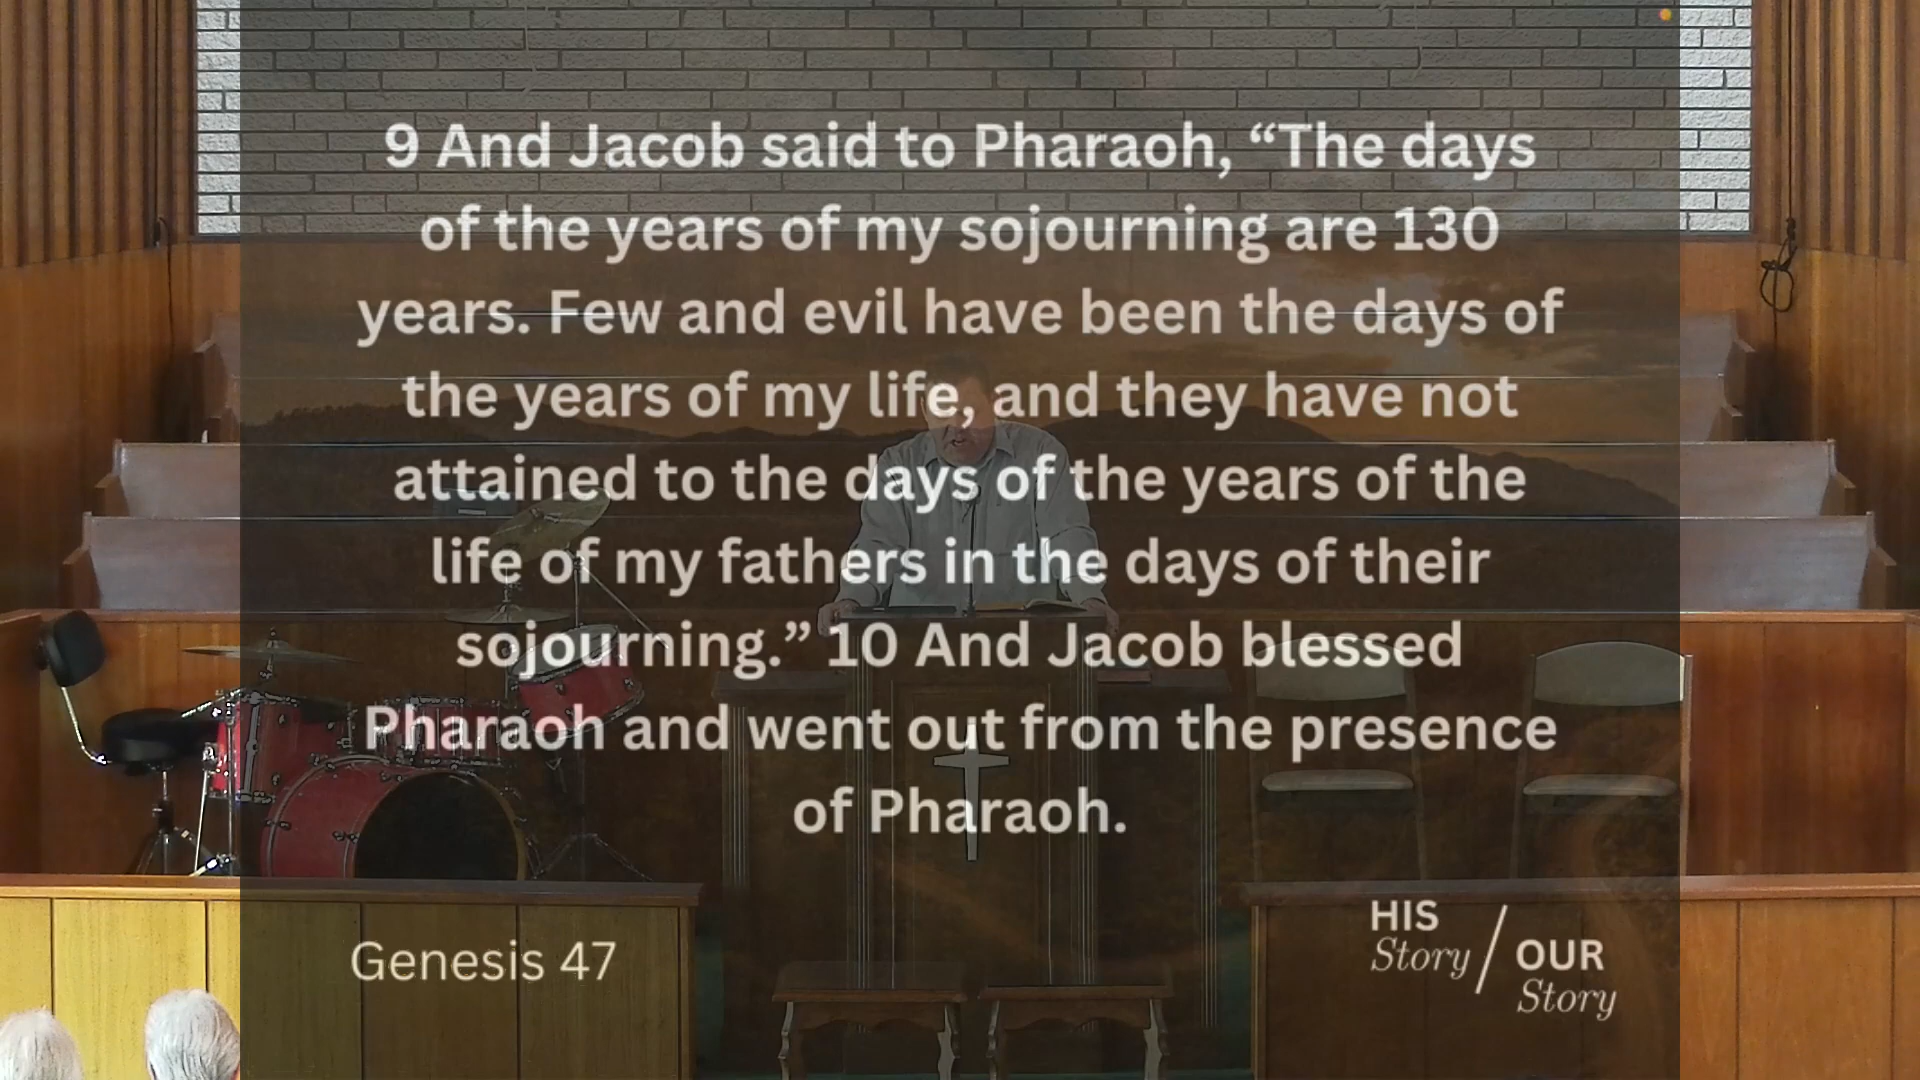 9 And Jacob said to Pharaoh, “The days
of the years of my sojourning are 130
years. Few and evil have been the days of
the years of my life, and they have not
attained to the days of the years of the
life of my fathers in the days of their
sojourning.” 10 And Jacob blessed
Pharaoh and went out from the presence
of Pharaoh.
Genesis 47
HIS
Story / OUR
Story